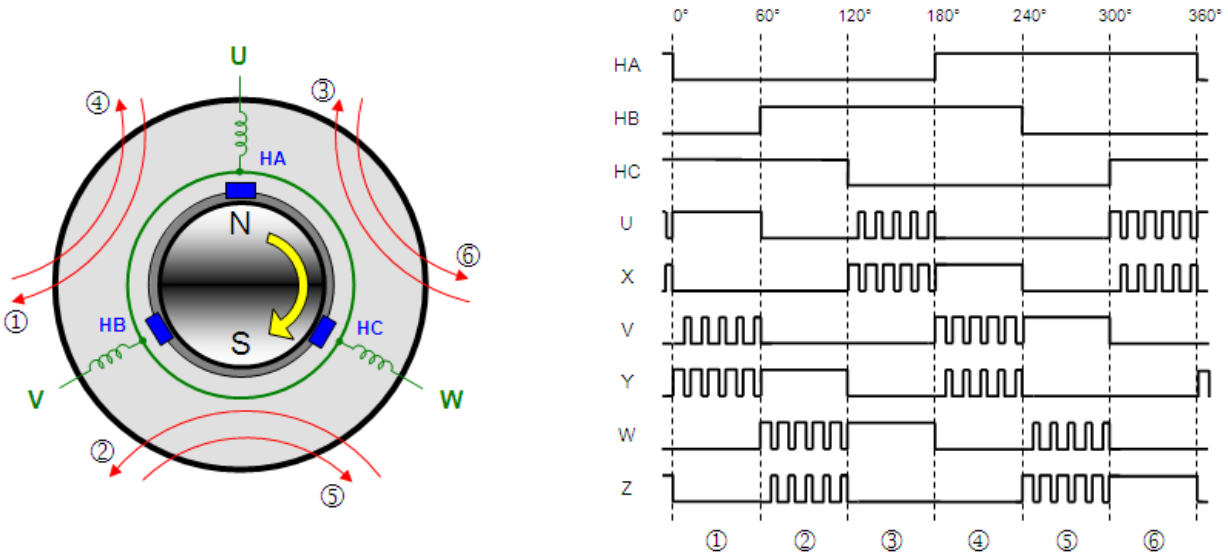 0° 60° 120° 180° 240° 300° 360°
U
④ ③
HA
HA
HB
N
HC
U
⑥
X
①
HB HC
V
S
Y
V W
W
②
⑤
Z
① ② ③ ④ ⑤ ⑥